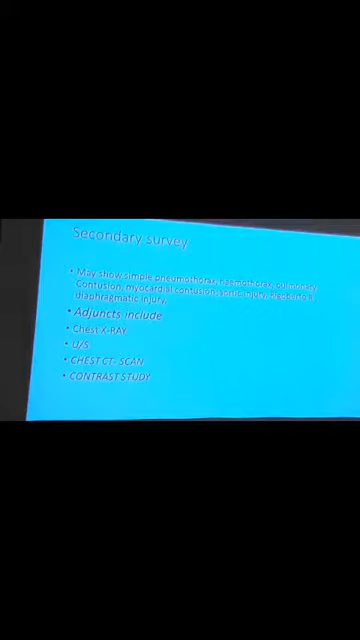 Secondary survey
• May show simple pneumothorax, haemothorax, pulmonary
Contusion, myocardial contusion, aortic injury,
diaphragmatic injury.
• Adjuncts include
• Chest X-RAY
• U/S
• CHEST CT- SCAN
• CONTRAST STUDY